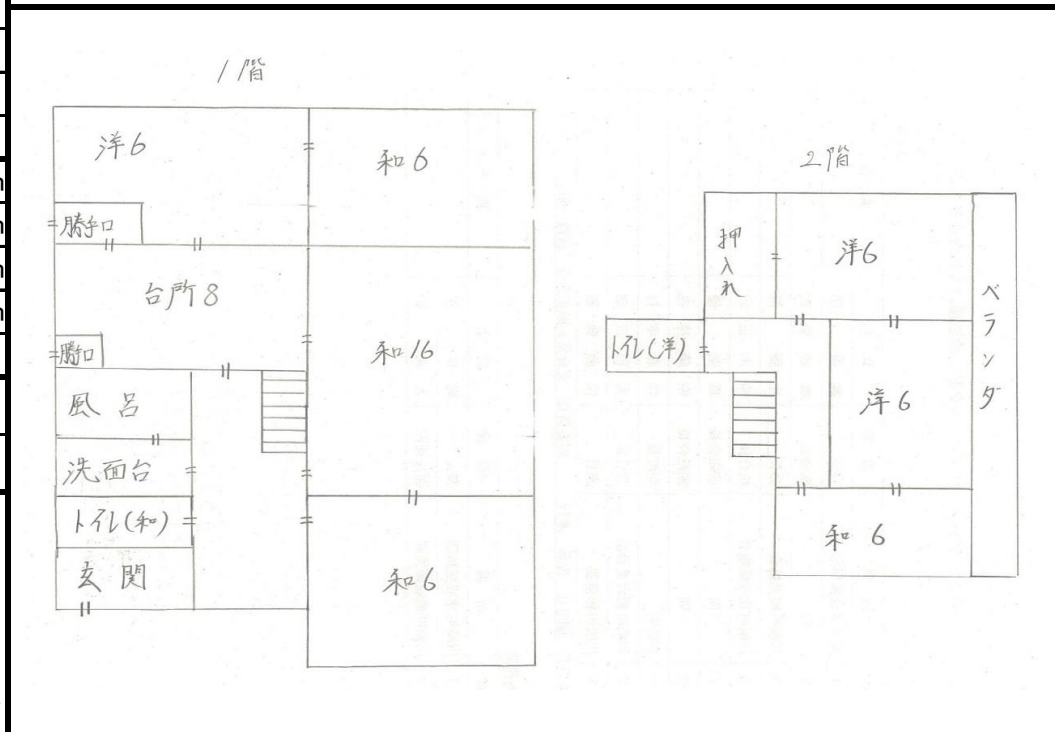 1階
洋6
和6
勝手口
台所8
和16
勝口
風呂
洗面台
トイレ(和)
玄関
和6
2階
押入れ
洋6
ベランダ
トイレ(洋)
洋6
和6